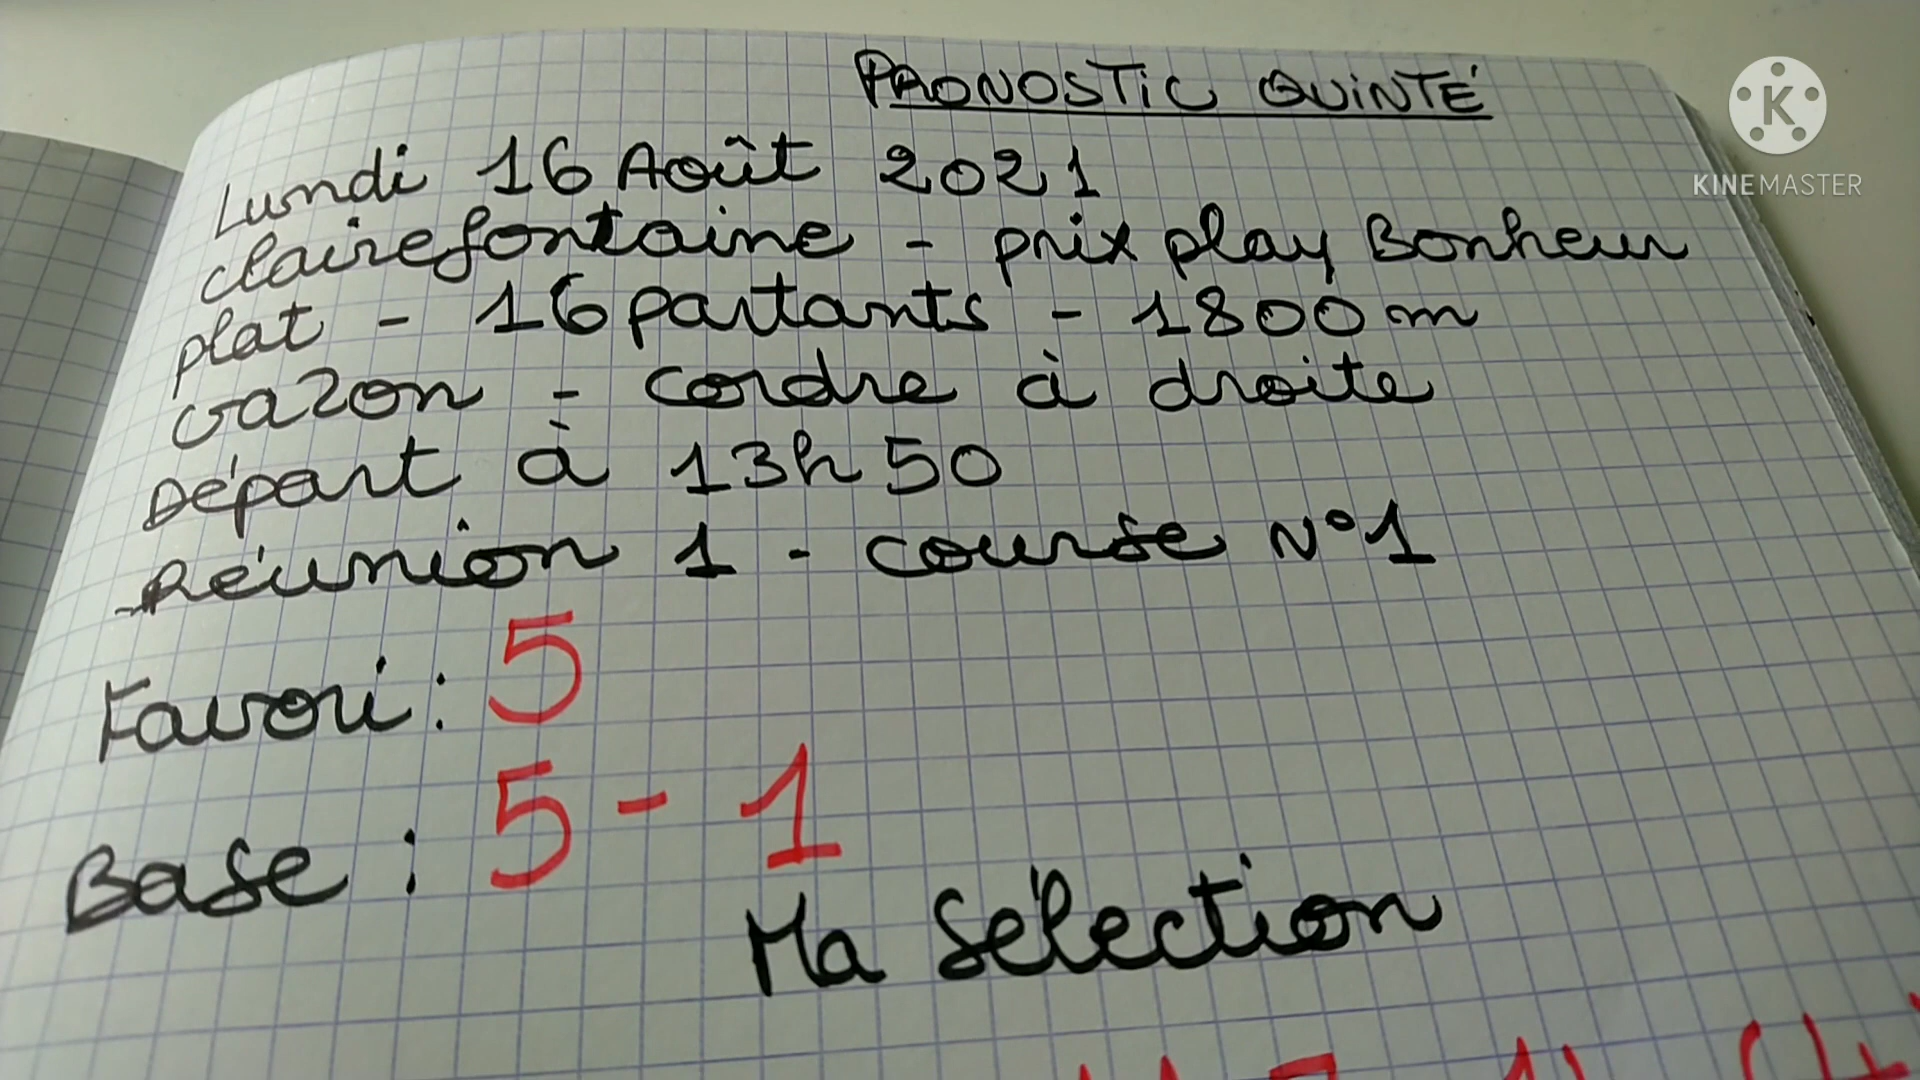 PRONOSTIC QUINTÉ
Lundi 16 Août 2021
clairefontaine - prix play Bonheur
plat - 16 partants - 1800 m
Gazon - cordre à droite
Départ à 13h50
Réunion 1 - course N°1
Favori : 5
Base : 5 - 1
Ma Sélection
K
KINEMASTER